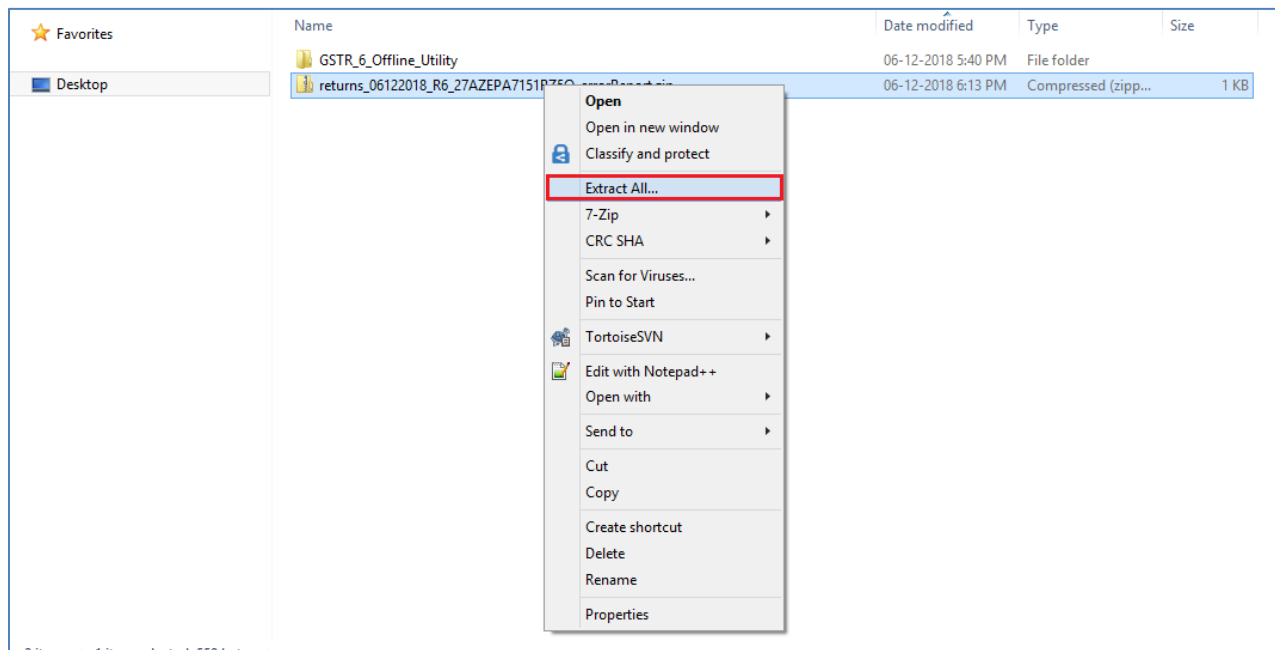 Favorites
Name Date modified Type Size
GSTR_6_Offline_Utility 06-12-2018 5:40 PM File folder
Desktop
06-12-2018 6:13 PM Compressed (zipp... 1 KB
Open
Open in new window
Classify and protect
Extract All...
7-Zip
CRC SHA
Scan for Viruses...
Pin to Start
TortoiseSVN
Edit with Notepad++
Open with
Send to
Cut
Copy
Create shortcut
Delete
Rename
Properties